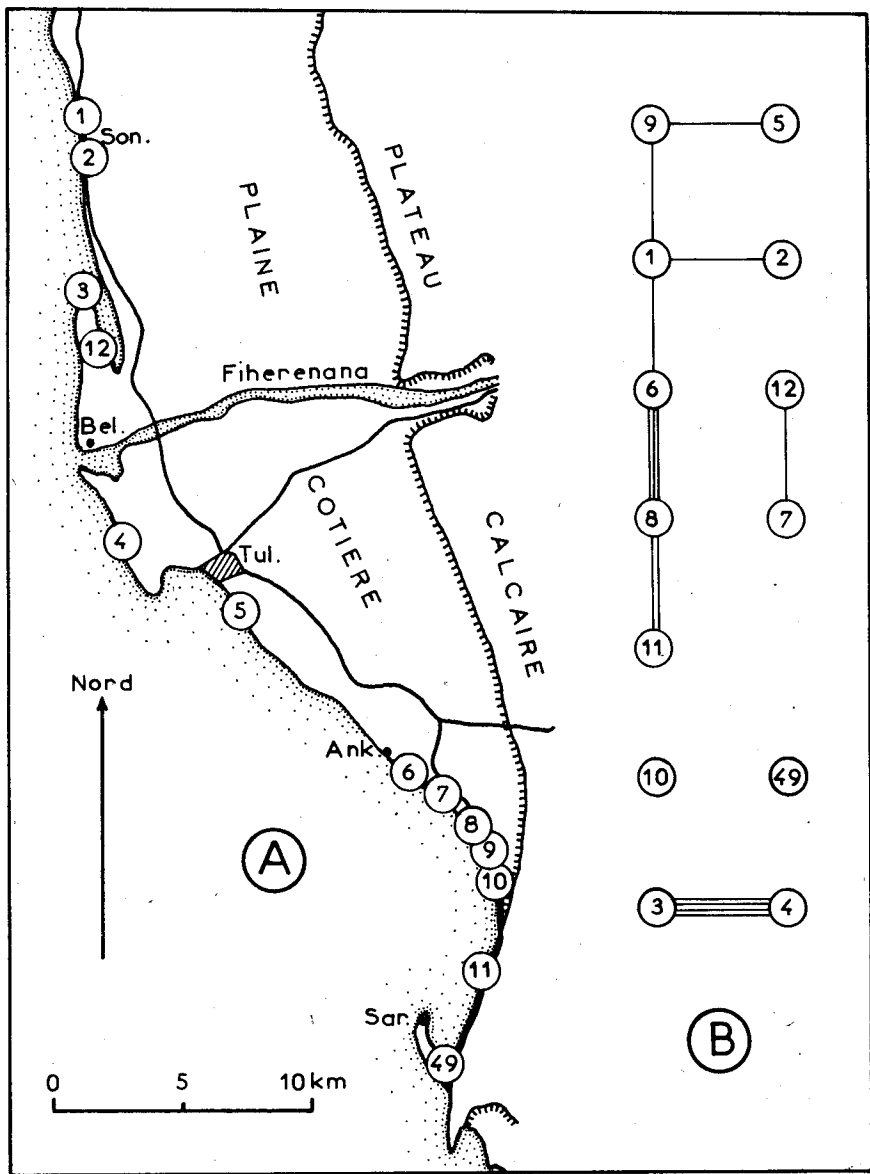 1
Son.
2
3
12
PLAINE
PLATEAU
Fiherenana
Bel.
4
Tul.
5
COTIERE
CALCAIRE
Nord
Ank.
6
7
8
9
10
A
11
Sar.
49
0 5 10 km
9 5
1 2
6 12
8 7
11
10 49
3 4
B